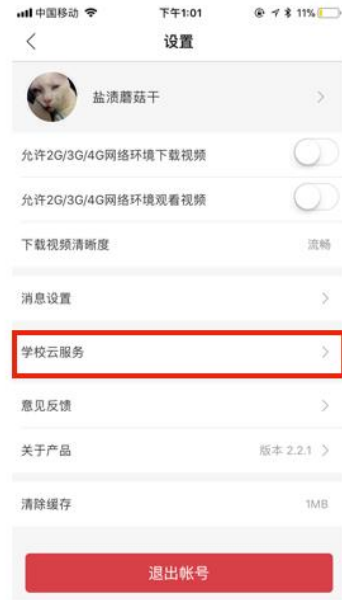 中国移动 下午1:01 11%
设置
盐渍蘑菇干
允许2G/3G/4G网络环境下载视频
允许2G/3G/4G网络环境观看视频
下载视频清晰度 流畅
消息设置
学校云服务
意见反馈
关于产品 版本 2.2.1
清除缓存 1MB
退出帐号